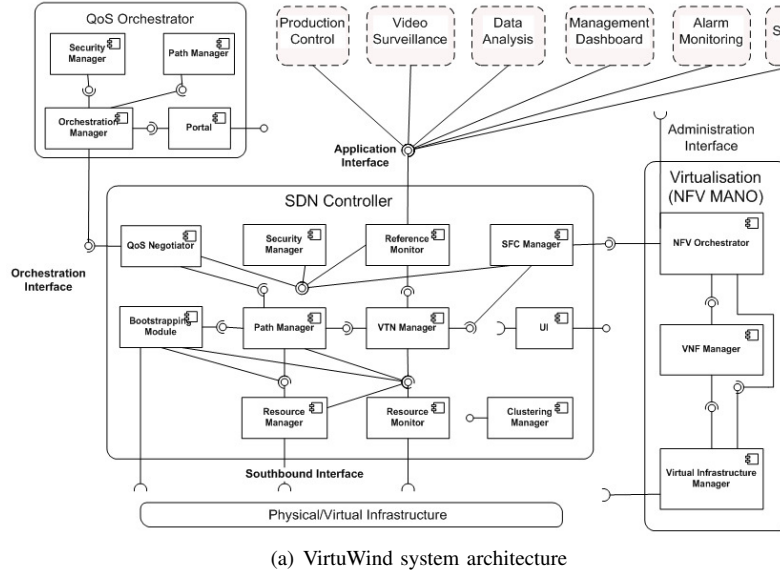 QoS Orchestrator
Security
Manager
Path Manager
Orchestration
Manager
Portal
Production
Control
Video
Surveillance
Data
Analysis
Management
Dashboard
Alarm
Monitoring
S
Application
Interface
Administration
Interface
Orchestration
Interface
SDN Controller
QoS Negotiator
Security
Manager
Reference
Monitor
SFC Manager
Bootstrapping
Module
Path Manager
VTN Manager
UI
Resource
Manager
Resource
Monitor
Clustering
Manager
Southbound Interface
Physical/Virtual Infrastructure
Virtualisation
(NFV MANO)
NFV Orchestrator
VNF Manager
Virtual Infrastructure
Manager
(a) VirtuWind system architecture